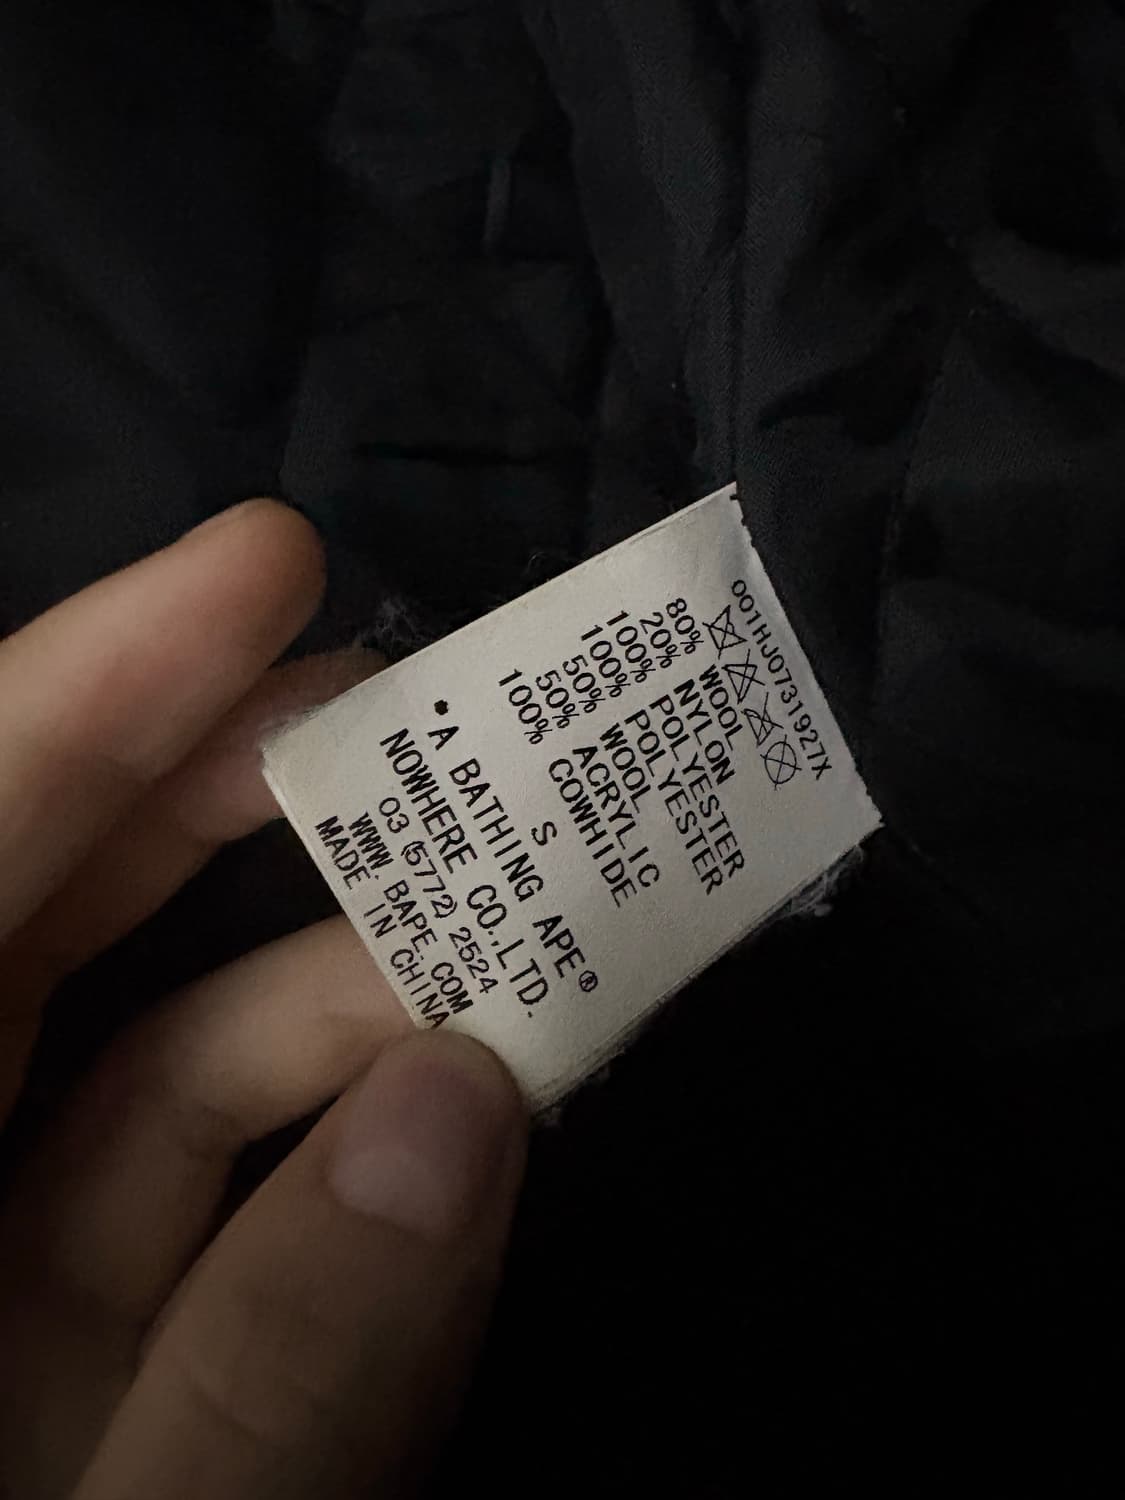 001HJ0731927X
80% WOOL
20% NYLON
100% POLYESTER
100% POLYESTER
50% WOOL
50% ACRYLIC
100% COWHIDE
S
A BATHING APE®
NOWHERE CO.,LTD.
03 (5772) 2524
WWW. BAPE. COM
MADE IN CHINA